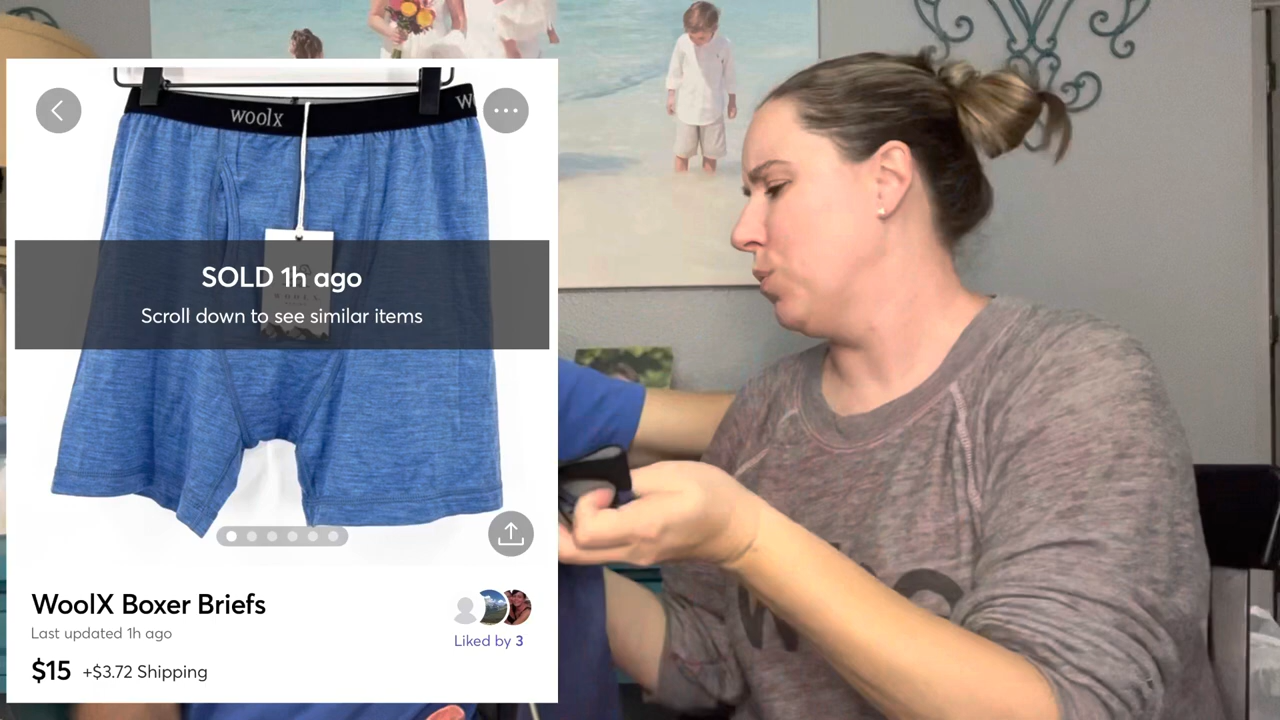 woolx
W
SOLD 1h ago
Scroll down to see similar items
WoolX Boxer Briefs
Last updated 1h ago
Liked by 3
$15 +$3.72 Shipping